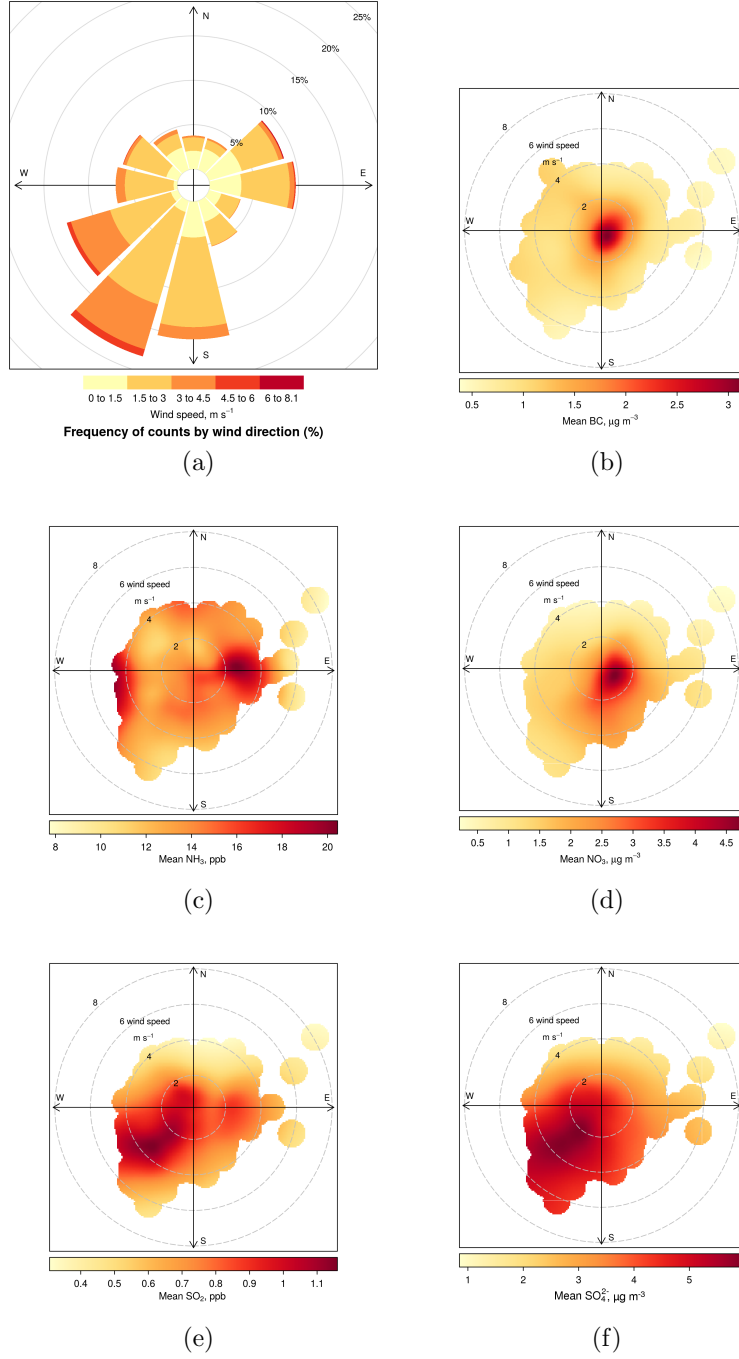 25%
20%
15%
10%
5%
N
W
E
S
0 to 1.5 1.5 to 3 3 to 4.5 4.5 to 6 6 to 8.1
Wind speed, m s⁻¹
Frequency of counts by wind direction (%)
(a)
N
8
6 wind speed
m s⁻¹
4
2
W
E
S
0.5 1 1.5 2 2.5 3
Mean BC, µg m⁻³
(b)
N
8
6 wind speed
m s⁻¹
4
2
W
E
S
8 10 12 14 16 18 20
Mean NH₃, ppb
(c)
N
8
6 wind speed
m s⁻¹
4
2
W
E
S
0.5 1 1.5 2 2.5 3 3.5 4 4.5
Mean NO₃, µg m⁻³
(d)
N
8
6 wind speed
m s⁻¹
4
2
W
E
S
0.4 0.5 0.6 0.7 0.8 0.9 1 1.1
Mean SO₂, ppb
(e)
N
8
6 wind speed
m s⁻¹
4
2
W
E
S
1 2 3 4 5
Mean SO₄²⁻, µg m⁻³
(f)